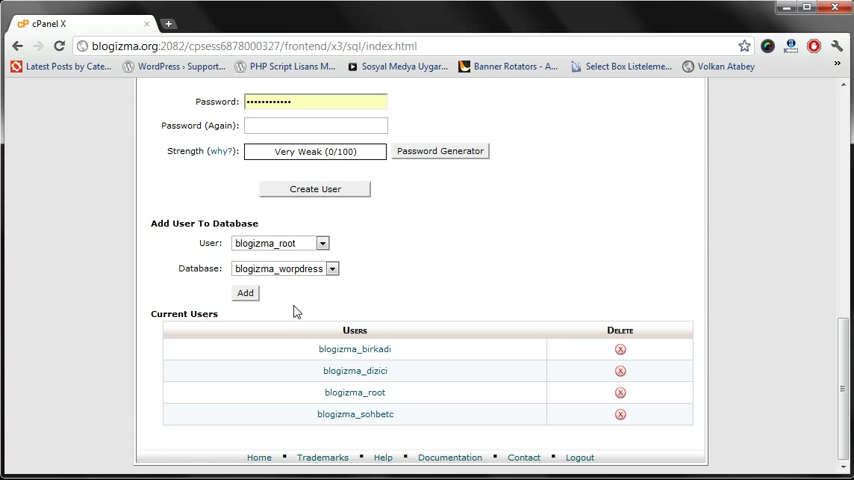 cP cPanel X
blogizma.org:2082/cpsess6878000327/frontend/x3/sql/index.html
Latest Posts by Cate... WordPress › Support... PHP Script Lisans M... Sosyal Medya Uygar... Banner Rotators - A... Select Box Listeleme... Volkan Atabey »
Password: ••••••••••••
Password (Again):
Strength (why?): Very Weak (0/100) Password Generator
Create User
Add User To Database
User: blogizma_root
Database: blogizma_worpdress
Add
Current Users
Users Delete
blogizma_birkadi
blogizma_dizici
blogizma_root
blogizma_sohbetc
Home ▪ Trademarks ▪ Help ▪ Documentation ▪ Contact ▪ Logout